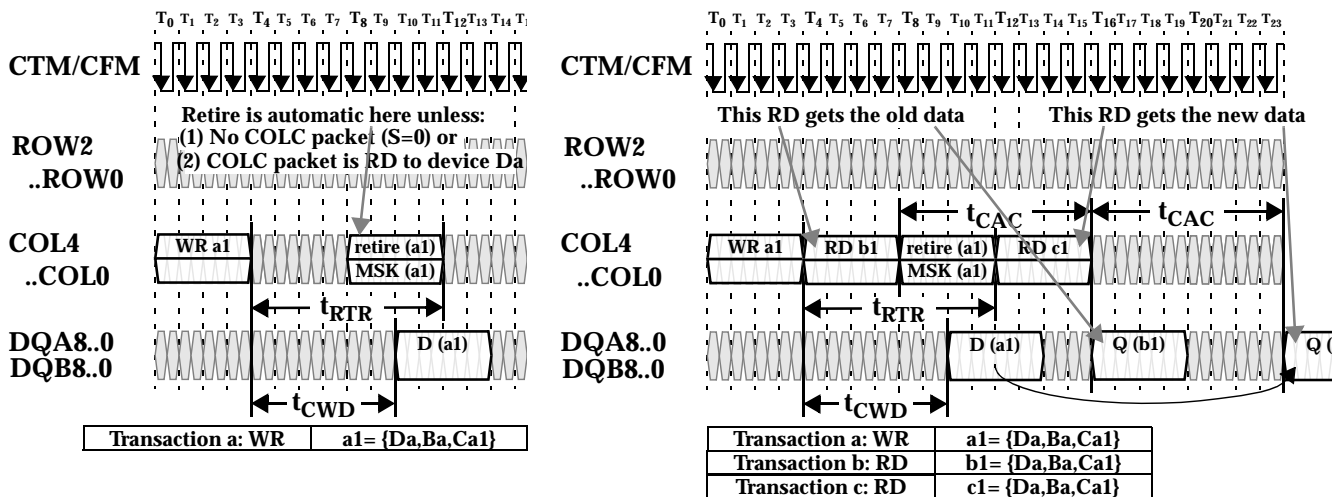 T0 T1 T2 T3 T4 T5 T6 T7 T8 T9 T10 T11 T12 T13 T14
CTM/CFM
Retire is automatic here unless:
(1) No COLC packet (S=0) or
(2) COLC packet is RD to device Da
ROW2
..ROW0
COL4
..COL0
WR a1
retire (a1)
MSK (a1)
tRTR
DQA8..0
DQB8..0
D (a1)
tCWD
Transaction a: WR a1= {Da,Ba,Ca1}
T0 T1 T2 T3 T4 T5 T6 T7 T8 T9 T10 T11 T12 T13 T14 T15 T16 T17 T18 T19 T20 T21 T22 T23
CTM/CFM
This RD gets the old data
This RD gets the new data
ROW2
..ROW0
tCAC tCAC
COL4
..COL0
WR a1 RD b1 retire (a1) RD c1
MSK (a1)
tRTR
DQA8..0
DQB8..0
D (a1) Q (b1) Q (
tCWD
Transaction a: WR a1= {Da,Ba,Ca1}
Transaction b: RD b1= {Da,Ba,Ca1}
Transaction c: RD c1= {Da,Ba,Ca1}